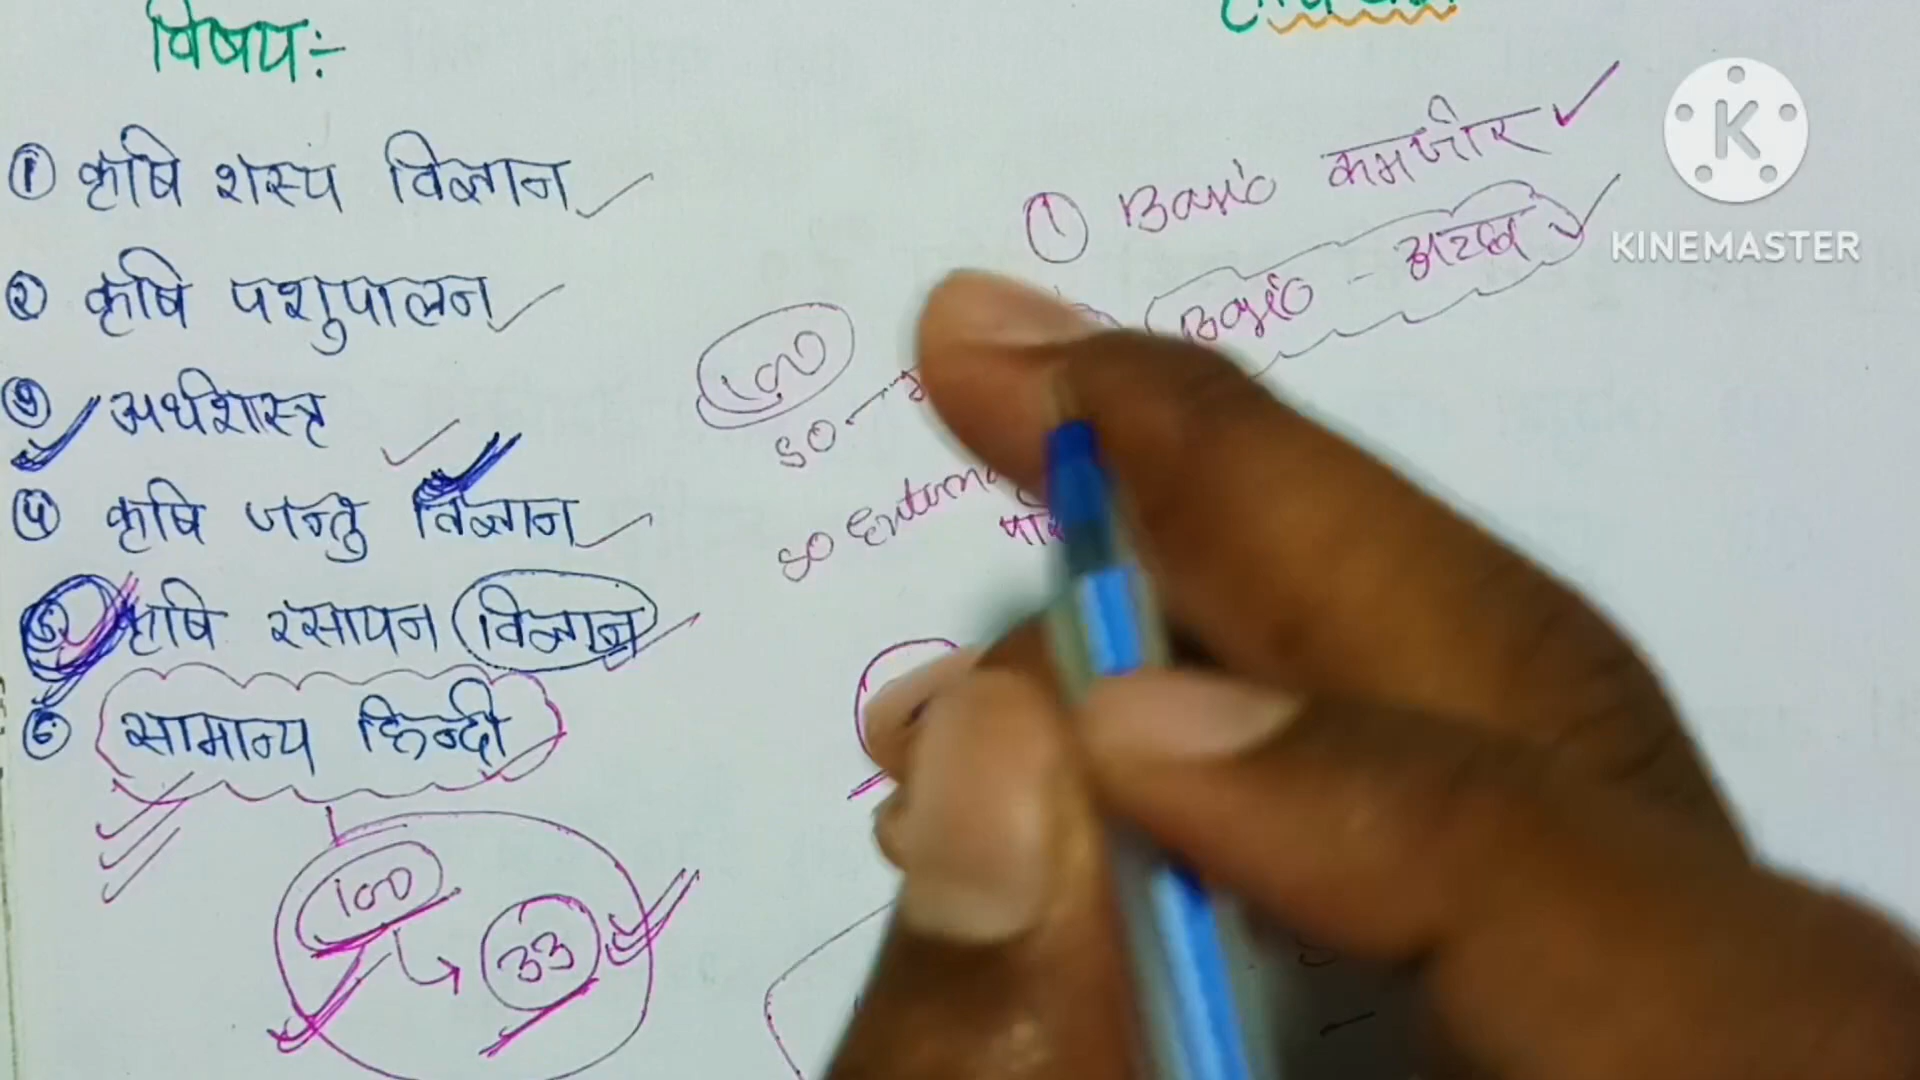 विषय:-
① कृषि शस्य विज्ञान
② कृषि पशुपालन
③ अर्थशास्त्र
④ कृषि जन्तु विज्ञान
⑤ कृषि रसायन विज्ञान
⑥ सामान्य हिन्दी
100
33
① Basic कमजोर
Basic - अच्छा
100
50
50
KINEMASTER